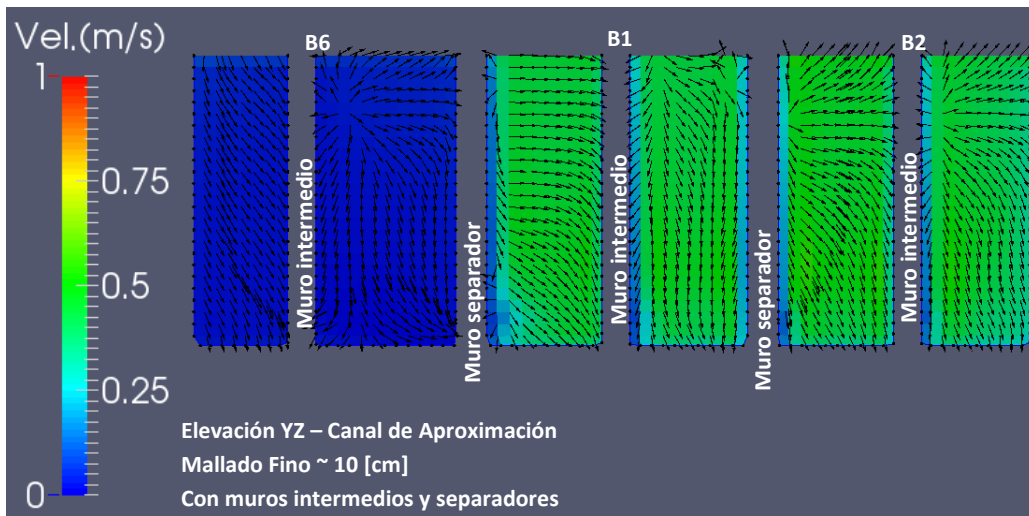 Vel.(m/s)
B6
B1
B2
1
0.75
0.5
0.25
0
Muro intermedio
Muro separador
Muro intermedio
Muro separador
Muro intermedio
Elevación YZ – Canal de Aproximación
Mallado Fino ~ 10 [cm]
Con muros intermedios y separadores